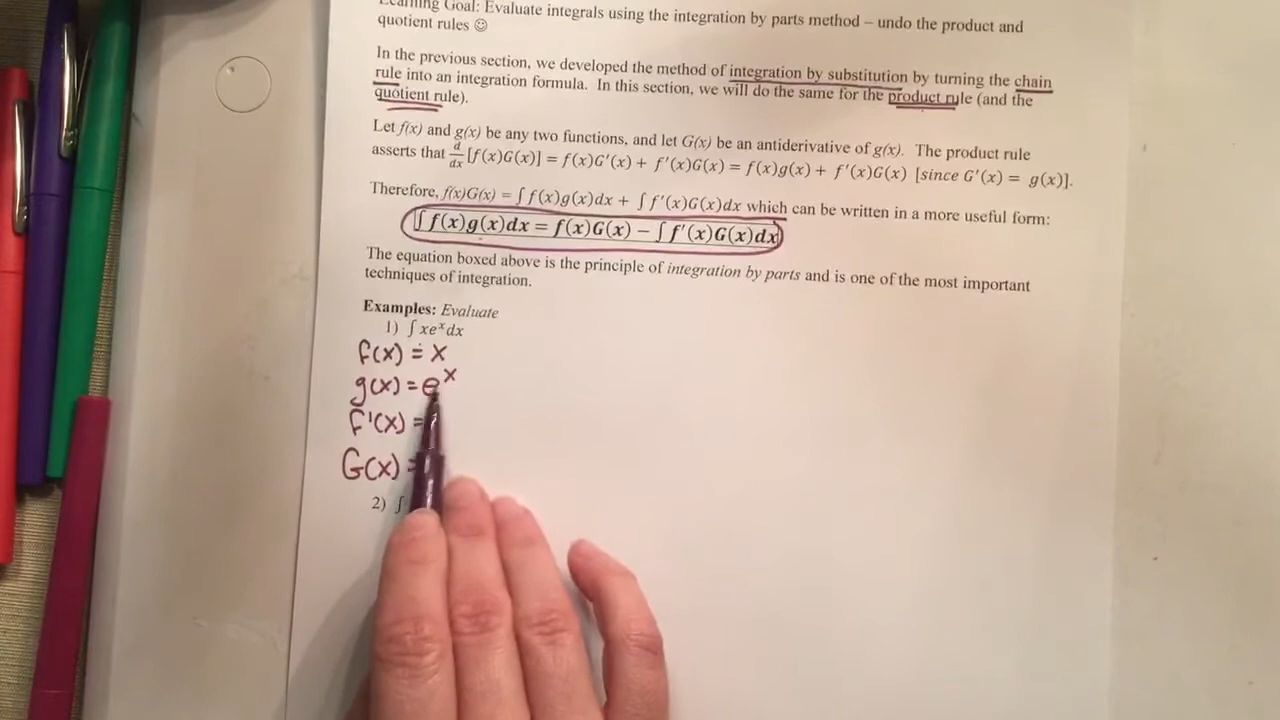 Learning Goal: Evaluate integrals using the integration by parts method – undo the product and
quotient rules ☺
In the previous section, we developed the method of integration by substitution by turning the chain
rule into an integration formula. In this section, we will do the same for the product rule (and the
quotient rule).
Let f(x) and g(x) be any two functions, and let G(x) be an antiderivative of g(x). The product rule
asserts that d/dx [f(x)G(x)] = f(x)G'(x) + f'(x)G(x) = f(x)g(x) + f'(x)G(x) [since G'(x) = g(x)].
Therefore, f(x)G(x) = ∫ f(x)g(x)dx + ∫ f'(x)G(x)dx which can be written in a more useful form:
∫ f(x)g(x)dx = f(x)G(x) − ∫ f'(x)G(x)dx
The equation boxed above is the principle of integration by parts and is one of the most important
techniques of integration.
Examples: Evaluate
1) ∫ xeˣdx
f(x) = x
g(x) = eˣ
f'(x) =
G(x) =
2) ∫